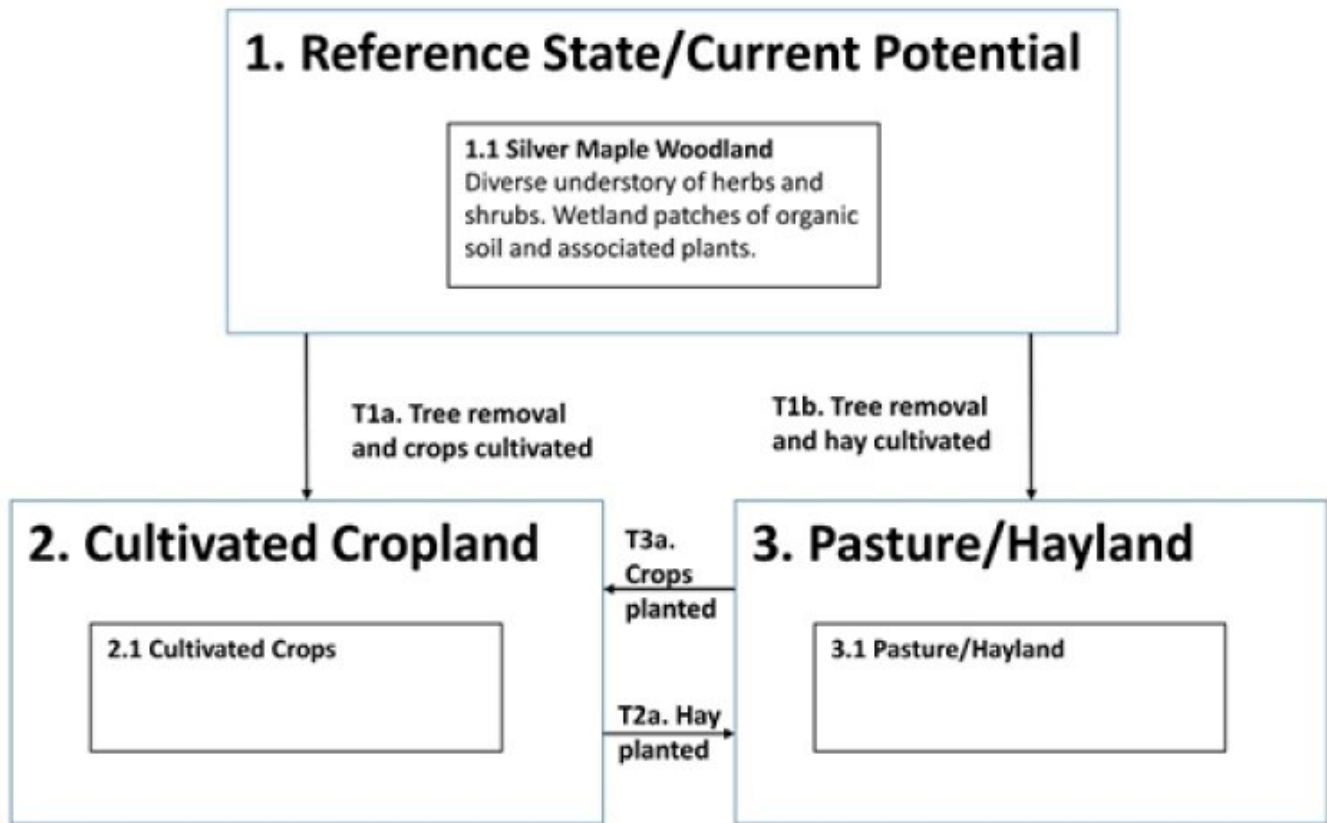 1. Reference State/Current Potential
1.1 Silver Maple Woodland
Diverse understory of herbs and
shrubs. Wetland patches of organic
soil and associated plants.
T1a. Tree removal
and crops cultivated
T1b. Tree removal
and hay cultivated
2. Cultivated Cropland
2.1 Cultivated Crops
T3a.
Crops
planted
T2a. Hay
planted
3. Pasture/Hayland
3.1 Pasture/Hayland